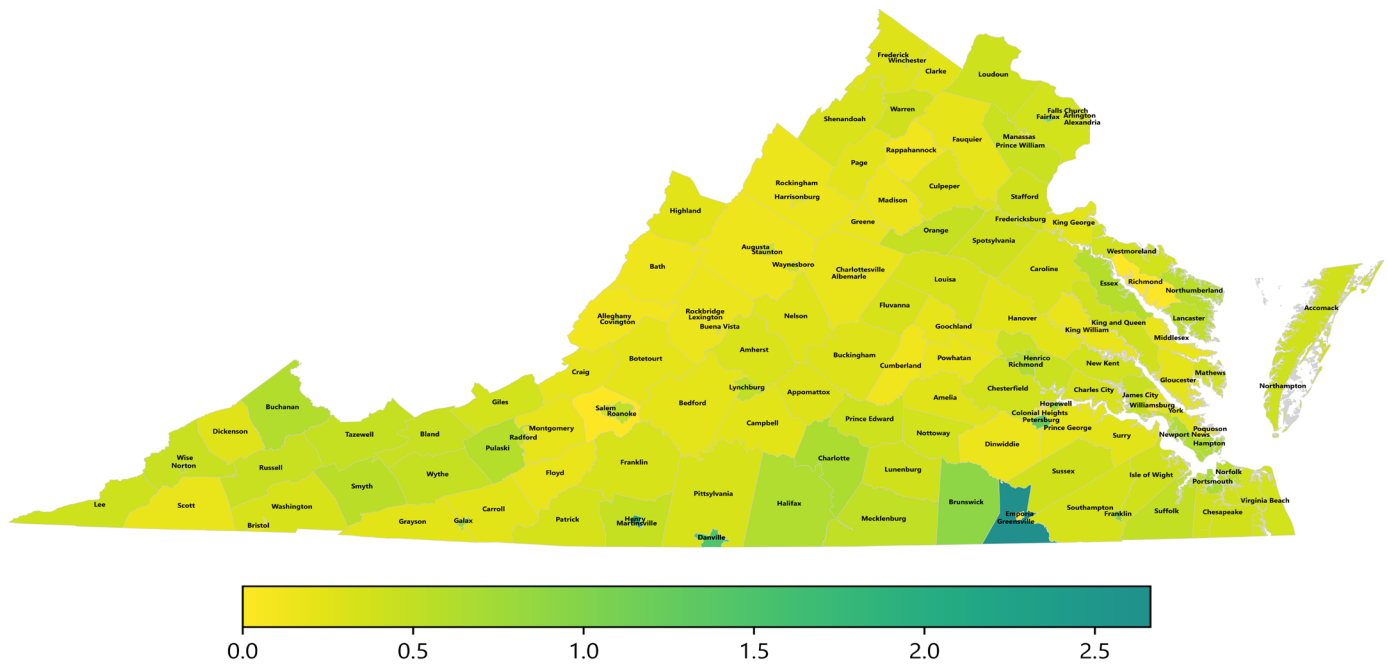 Frederick
Winchester
Clarke
Loudoun
Warren
Shenandoah
Falls Church
Fairfax
Arlington
Alexandria
Fauquier
Manassas
Prince William
Rappahannock
Page
Rockingham
Harrisonburg
Culpeper
Madison
Stafford
Highland
Greene
Fredericksburg
King George
Orange
Spotsylvania
Augusta
Staunton
Waynesboro
Westmoreland
Bath
Charlottesville
Albemarle
Caroline
Louisa
Essex
Richmond
Northumberland
Accomack
Fluvanna
Rockbridge
Lexington
Buena Vista
Nelson
Alleghany
Covington
Goochland
Hanover
King and Queen
King William
Lancaster
Middlesex
Amherst
Buckingham
Cumberland
Powhatan
Henrico
Richmond
New Kent
Botetourt
Craig
Mathews
Gloucester
Northampton
Lynchburg
Appomattox
Chesterfield
Charles City
James City
Amelia
Williamsburg
York
Giles
Bedford
Salem
Roanoke
Hopewell
Colonial Heights
Petersburg
Prince George
Buchanan
Campbell
Prince Edward
Nottoway
Dinwiddie
Surry
Poquoson
Newport News
Hampton
Dickenson
Tazewell
Bland
Radford
Montgomery
Pulaski
Wise
Norton
Russell
Wythe
Floyd
Franklin
Charlotte
Lunenburg
Sussex
Isle of Wight
Norfolk
Portsmouth
Smyth
Pittsylvania
Halifax
Brunswick
Virginia Beach
Lee
Scott
Washington
Carroll
Southampton
Franklin
Suffolk
Chesapeake
Bristol
Grayson
Galax
Patrick
Henry
Martinsville
Mecklenburg
Emporia
Greensville
Danville
0.0 0.5 1.0 1.5 2.0 2.5